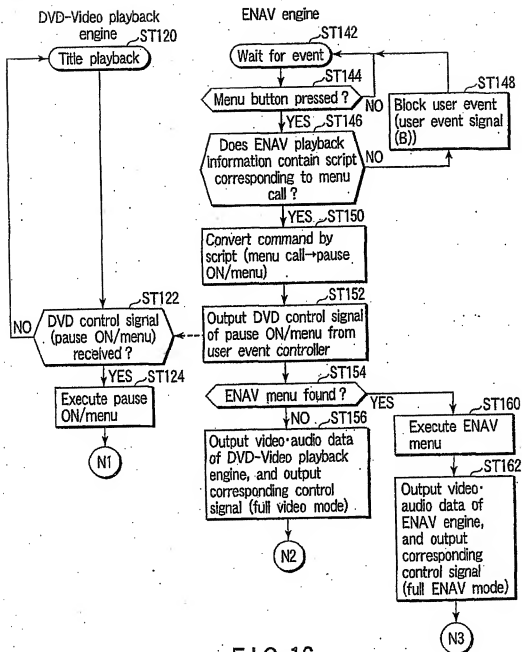 DVD-Video playback
engine
ST120
Title playback
NO
ST122
DVD control signal
(pause ON/menu)
received ?
YES
ST124
Execute pause
ON/menu
N1
ENAV engine
ST142
Wait for event
ST144
Menu button pressed ?
NO
YES
ST146
Does ENAV playback
information contain script
corresponding to menu
call ?
NO
ST148
Block user event
(user event signal
(B))
YES
ST150
Convert command by
script (menu call→pause
ON/menu)
ST152
Output DVD control signal
of pause ON/menu from
user event controller
ST154
ENAV menu found ?
YES
NO
ST156
Output video·audio data
of DVD-Video playback
engine, and output
corresponding control
signal (full video mode)
N2
ST160
Execute ENAV
menu
ST162
Output video·
audio data of
ENAV engine,
and output
corresponding
control signal
(full ENAV mode)
N3